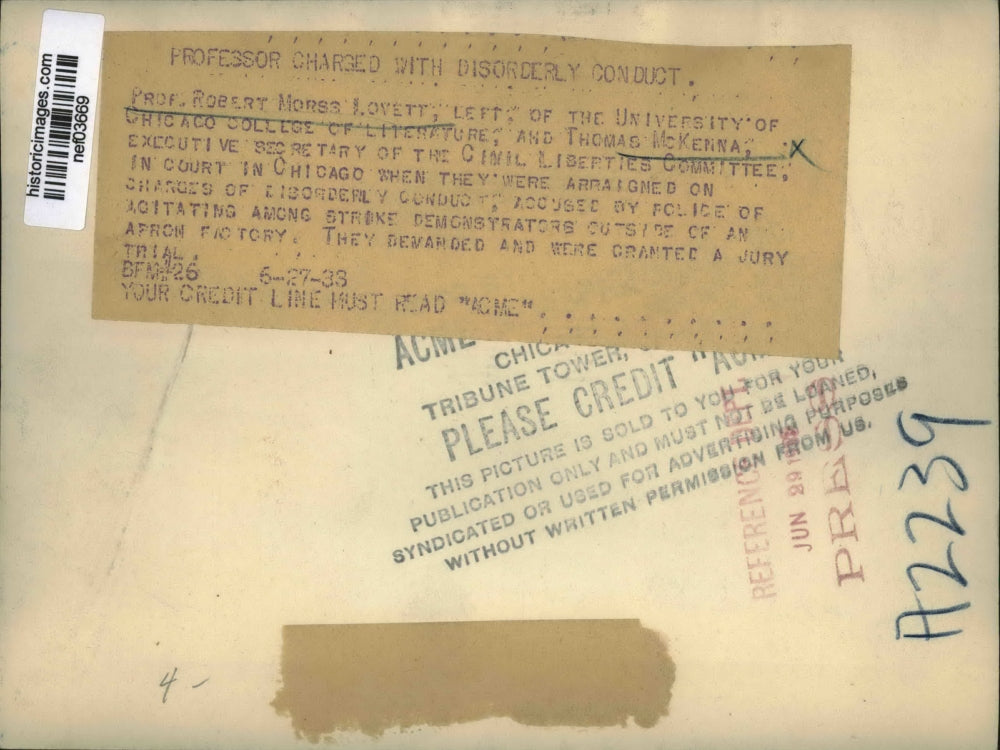 historicimages.com
nef03669
PROFESSOR CHARGED WITH DISORDERLY CONDUCT.
PROF. ROBERT MORSS LOVETT, LEFT, OF THE UNIVERSITY OF
CHICAGO COLLEGE OF LITERATURE, AND THOMAS MCKENNA, X
EXECUTIVE SECRETARY OF THE CIVIL LIBERTIES COMMITTEE,
IN COURT IN CHICAGO WHEN THEY WERE ARRAIGNED ON
CHARGES OF DISORDERLY CONDUCT, ACCUSED BY POLICE OF
AGITATING AMONG STRIKE DEMONSTRATORS OUTSIDE OF AN
APRON FACTORY. THEY DEMANDED AND WERE GRANTED A JURY
TRIAL.
BFM#26 6-27-33
YOUR CREDIT LINE MUST READ "ACME"
ACME
CHICA
TRIBUNE TOWER,
PLEASE CREDIT "ACM
THIS PICTURE IS SOLD TO YOU FOR YOUR
PUBLICATION ONLY AND MUST NOT BE LOANED,
SYNDICATED OR USED FOR ADVERTISING PURPOSES
WITHOUT WRITTEN PERMISSION FROM US.
REFERENCE
JUN 29
PRESS
A2239
4 -